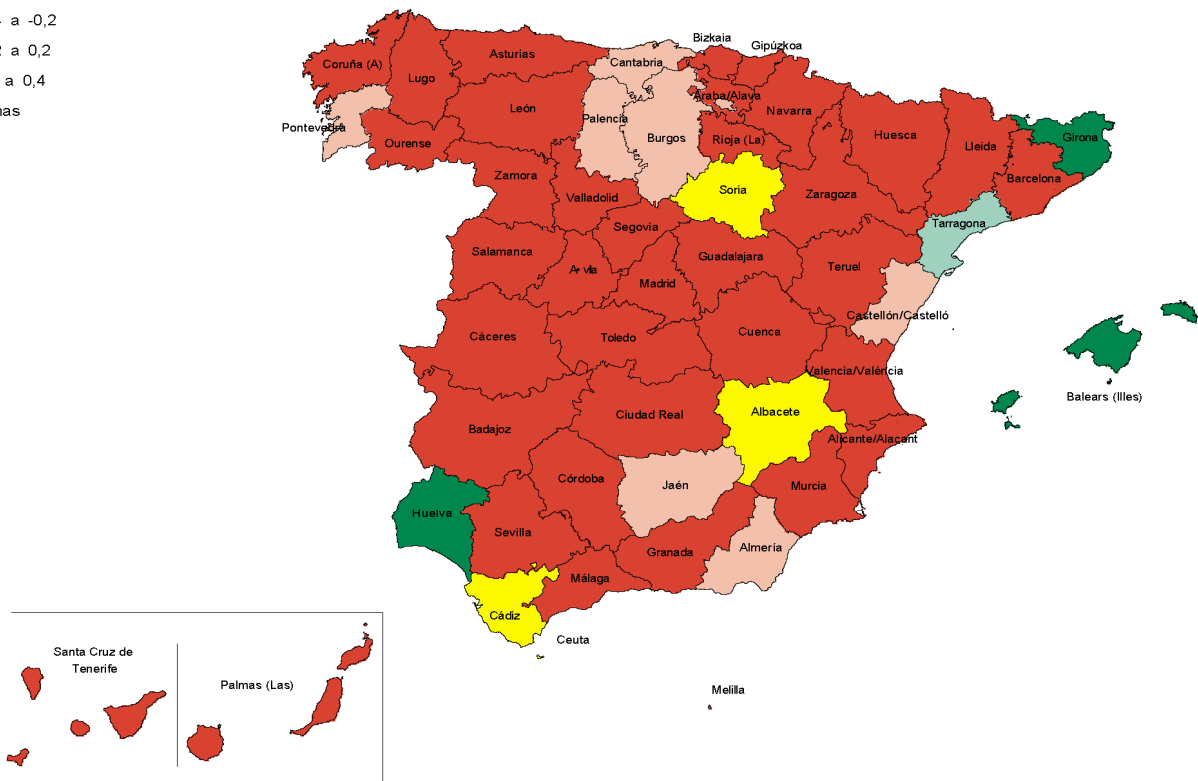 a -0,2
a 0,2
a 0,4
Bizkaia
Gipúzkoa
Asturias
Cantabria
Coruña (A)
Lugo
León
Araba/Alava
Navarra
Palencia
Pontevedra
Burgos
Rioja (La)
Huesca
Girona
Ourense
Lleida
Zamora
Barcelona
Soria
Valladolid
Zaragoza
Segovia
Tarragona
Salamanca
Guadalajara
Teruel
Madrid
Castellón/Castelló
Cáceres
Toledo
Cuenca
Valencia/València
Balears (Illes)
Albacete
Ciudad Real
Badajoz
Alicante/Alacant
Córdoba
Jaén
Murcia
Huelva
Sevilla
Granada
Almería
Málaga
Cádiz
Ceuta
Santa Cruz de
Tenerife
Palmas (Las)
Melilla